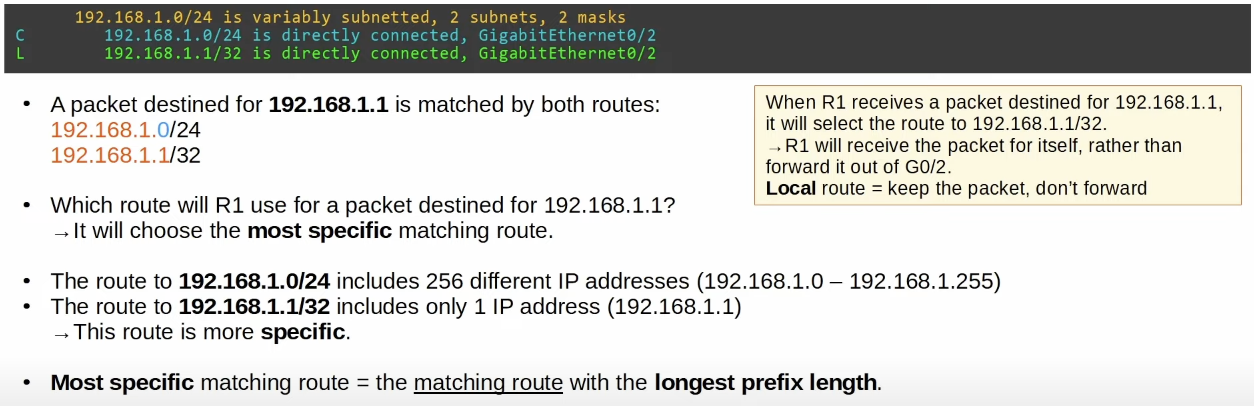 192.168.1.0/24 is variably subnetted, 2 subnets, 2 masks
C 192.168.1.0/24 is directly connected, GigabitEthernet0/2
L 192.168.1.1/32 is directly connected, GigabitEthernet0/2
• A packet destined for 192.168.1.1 is matched by both routes:
192.168.1.0/24
192.168.1.1/32
• Which route will R1 use for a packet destined for 192.168.1.1?
→It will choose the most specific matching route.
• The route to 192.168.1.0/24 includes 256 different IP addresses (192.168.1.0 – 192.168.1.255)
• The route to 192.168.1.1/32 includes only 1 IP address (192.168.1.1)
→This route is more specific.
• Most specific matching route = the matching route with the longest prefix length.
When R1 receives a packet destined for 192.168.1.1,
it will select the route to 192.168.1.1/32.
→R1 will receive the packet for itself, rather than
forward it out of G0/2.
Local route = keep the packet, don't forward